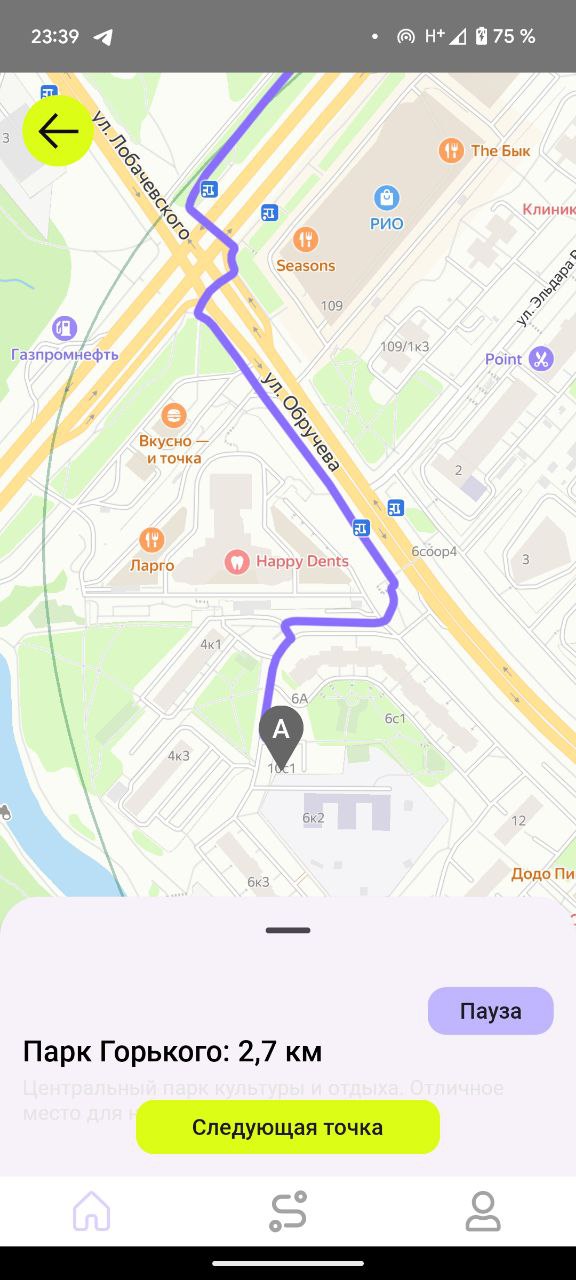 23:39
H+
75 %
3
ул. Лобачевского
The Бык
РИО
Клиник
Seasons
109
ул. Эльдара Р
109/1к3
Газпромнефть
Point
ул. Обручева
Вкусно —
и точка
2
6соор4
3
Ларго
Happy Dents
4к1
6А
6с1
А
4к3
10с1
6к2
12
6к3
Додо Пи
Пауза
Парк Горького: 2,7 км
Центральный парк культуры и отдыха. Отличное
место для н
Следующая точка